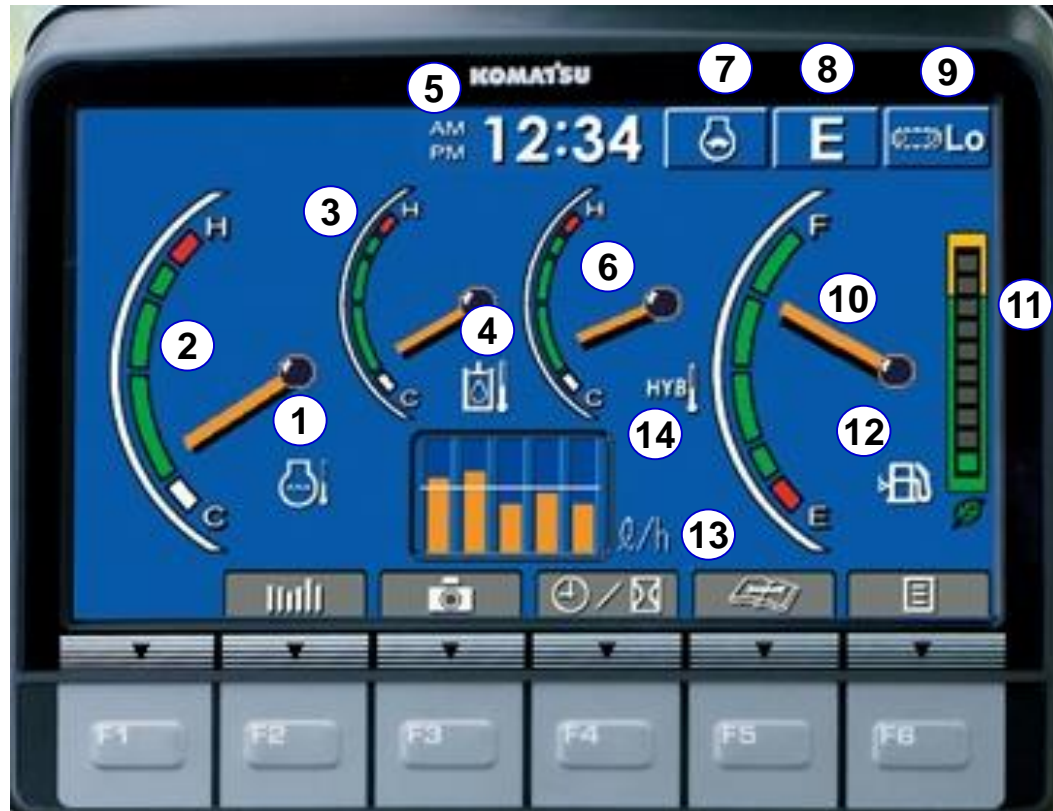 KOMATSU
5 7 8 9
AM
PM 12:34 E Lo
3 H H F
H 6
2 10 11
4
1 C C HYB
14 12
C E
ℓ/h 13
F1 F2 F3 F4 F5 F6